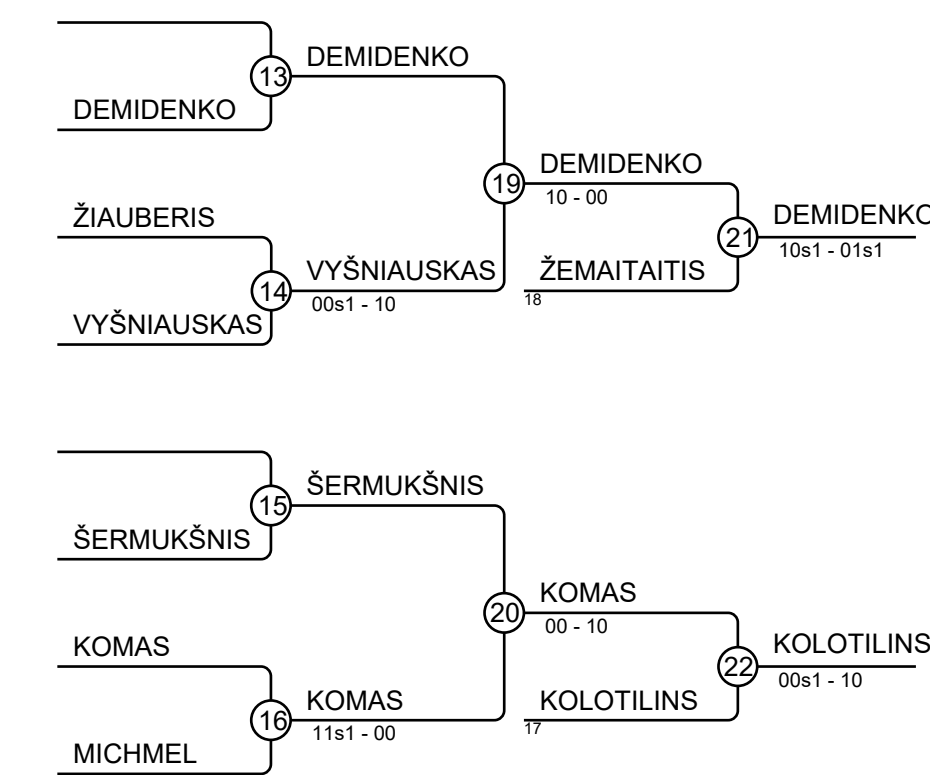 DEMIDENKO
13
DEMIDENKO
DEMIDENKO
19
10 - 00
ŽIAUBERIS
DEMIDENKO
21
10s1 - 01s1
VYŠNIAUSKAS
ŽEMAITAITIS
14
00s1 - 10
18
VYŠNIAUSKAS
ŠERMUKŠNIS
15
ŠERMUKŠNIS
KOMAS
20
00 - 10
KOMAS
KOLOTILINS
22
00s1 - 10
KOMAS
KOLOTILINS
16
11s1 - 00
17
MICHMEL